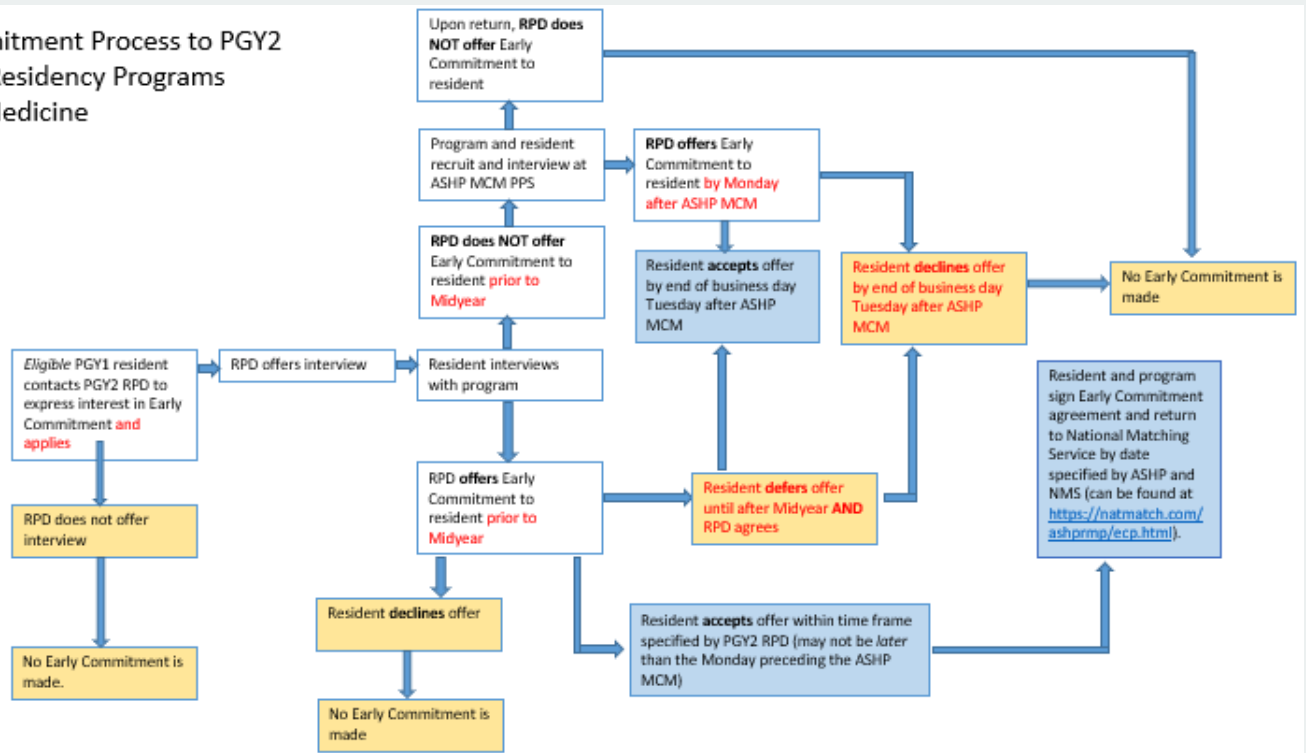 nitment Process to PGY2
Residency Programs
Medicine
Upon return, RPD does
NOT offer Early
Commitment to
resident
Program and resident
recruit and interview at
ASHP MCM PPS
RPD offers Early
Commitment to
resident by Monday
after ASHP MCM
RPD does NOT offer
Early Commitment to
resident prior to
Midyear
Resident accepts offer
by end of business day
Tuesday after ASHP
MCM
Resident declines offer
by end of business day
Tuesday after ASHP
MCM
No Early Commitment is
made
Eligible PGY1 resident
contacts PGY2 RPD to
express interest in Early
Commitment and
applies
RPD offers interview
Resident interviews
with program
Resident and program
sign Early Commitment
agreement and return
to National Matching
Service by date
specified by ASHP and
NMS (can be found at
https://natmatch.com/
ashprmp/ecp.html).
RPD offers Early
Commitment to
resident prior to
Midyear
Resident defers offer
until after Midyear AND
RPD agrees
RPD does not offer
interview
Resident declines offer
Resident accepts offer within time frame
specified by PGY2 RPD (may not be later
than the Monday preceding the ASHP
MCM)
No Early Commitment is
made.
No Early Commitment is
made